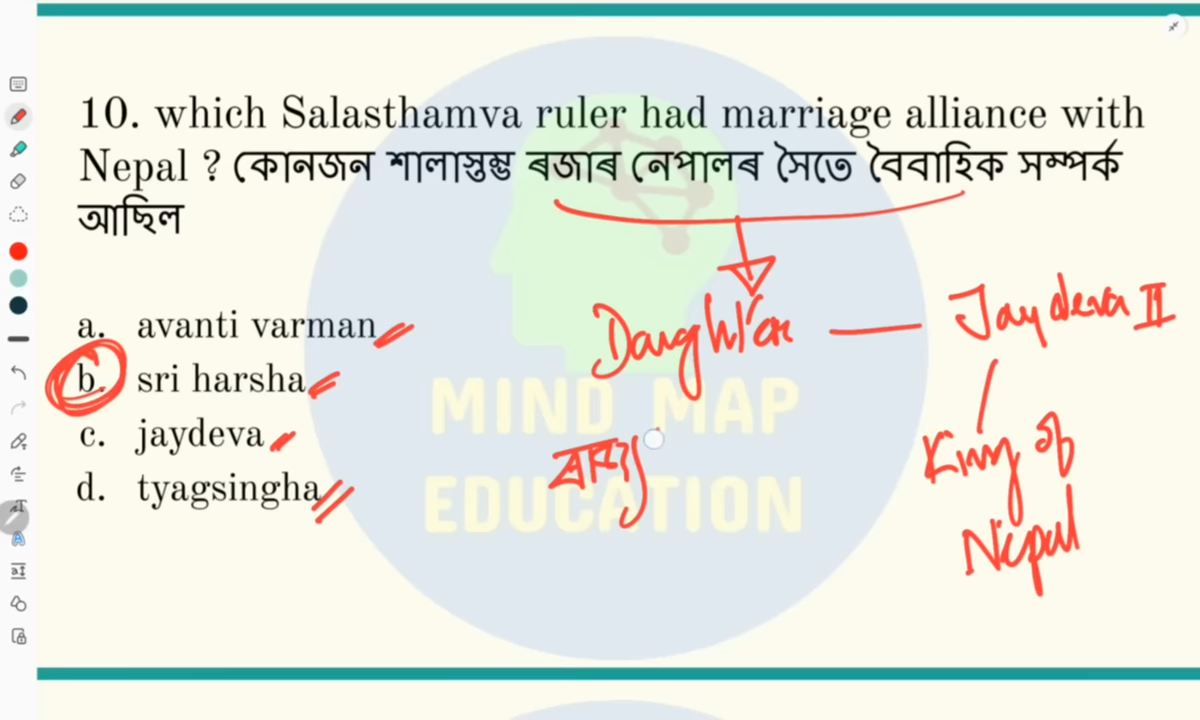 10. which Salasthamva ruler had marriage alliance with
Nepal ? কোনজন শালাস্তম্ভ ৰজাৰ নেপালৰ সৈতে বৈবাহিক সম্পৰ্ক
আছিল
a. avanti varman
b. sri harsha
c. jaydeva
d. tyagsingha
Daughter — Jaydeva II
King of
Nepal
MIND MAP
EDUCATION